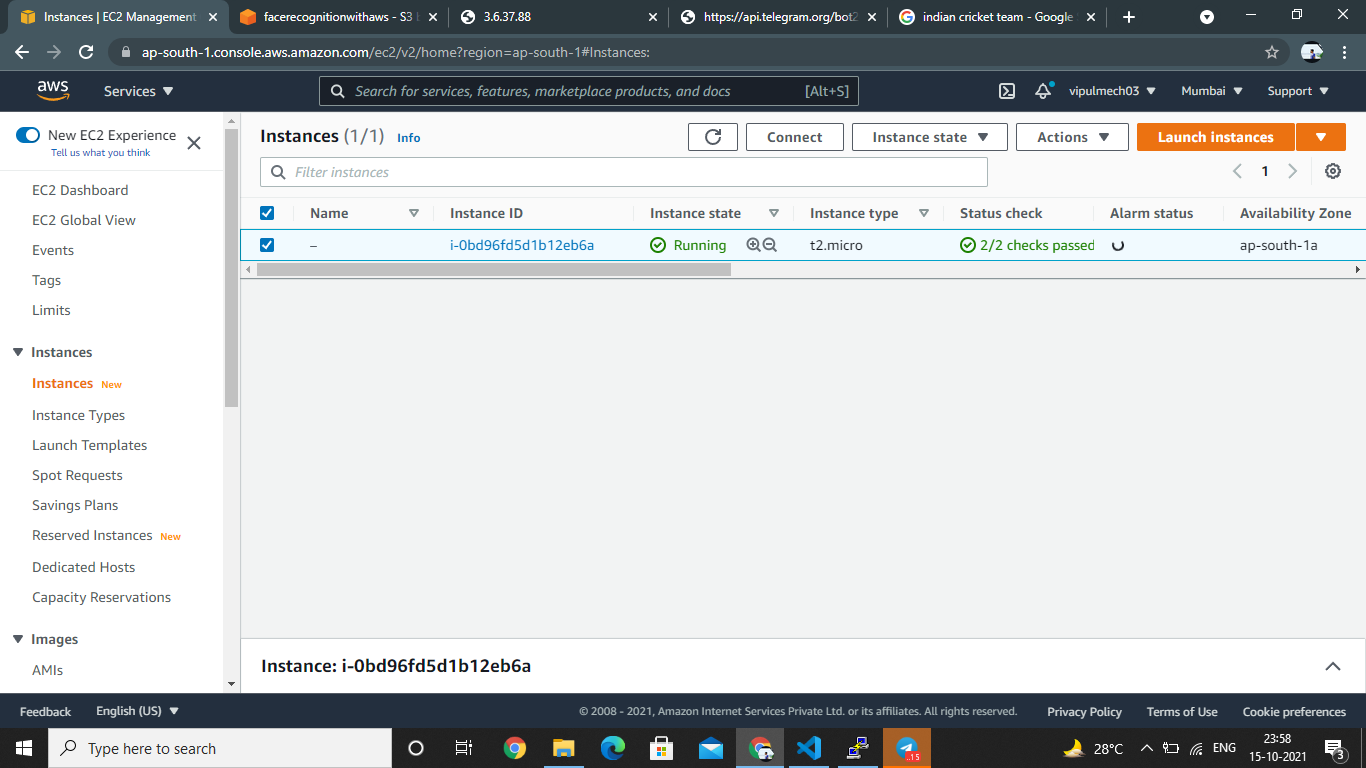 Instances | EC2 Management
facerecognitionwithaws - S3
3.6.37.88
https://api.telegram.org/bot2
indian cricket team - Google
ap-south-1.console.aws.amazon.com/ec2/v2/home?region=ap-south-1#Instances:
aws
Services
Search for services, features, marketplace products, and docs
[Alt+S]
vipulmech03
Mumbai
Support
New EC2 Experience
Tell us what you think
EC2 Dashboard
EC2 Global View
Events
Tags
Limits
Instances
Instances New
Instance Types
Launch Templates
Spot Requests
Savings Plans
Reserved Instances New
Dedicated Hosts
Capacity Reservations
Images
AMIs
Instances (1/1) Info
Connect
Instance state
Actions
Launch instances
Filter instances
1
Name Instance ID Instance state Instance type Status check Alarm status Availability Zone
– i-0bd96fd5d1b12eb6a Running t2.micro 2/2 checks passed ap-south-1a
Instance: i-0bd96fd5d1b12eb6a
Feedback English (US) © 2008 - 2021, Amazon Internet Services Private Ltd. or its affiliates. All rights reserved. Privacy Policy Terms of Use Cookie preferences
Type here to search
..15
28°C
ENG
23:58
15-10-2021
3